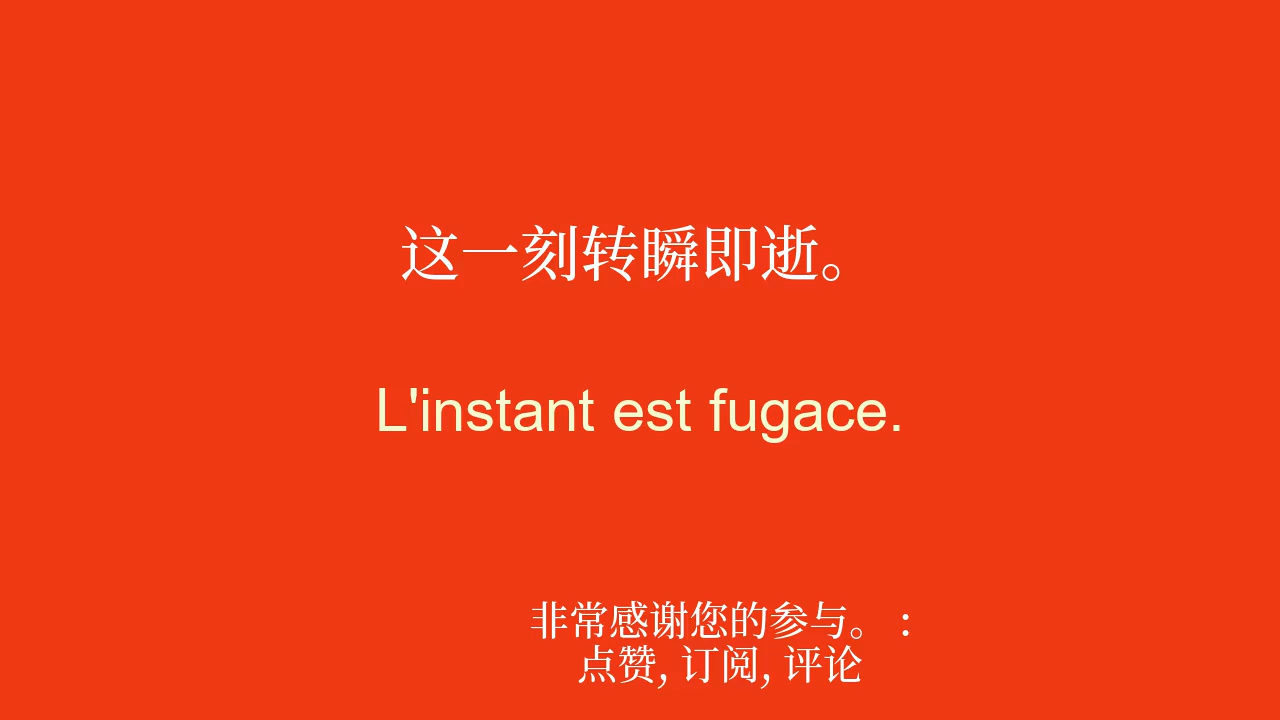 这一刻转瞬即逝。
L'instant est fugace.
非常感谢您的参与。 :
点赞, 订阅, 评论